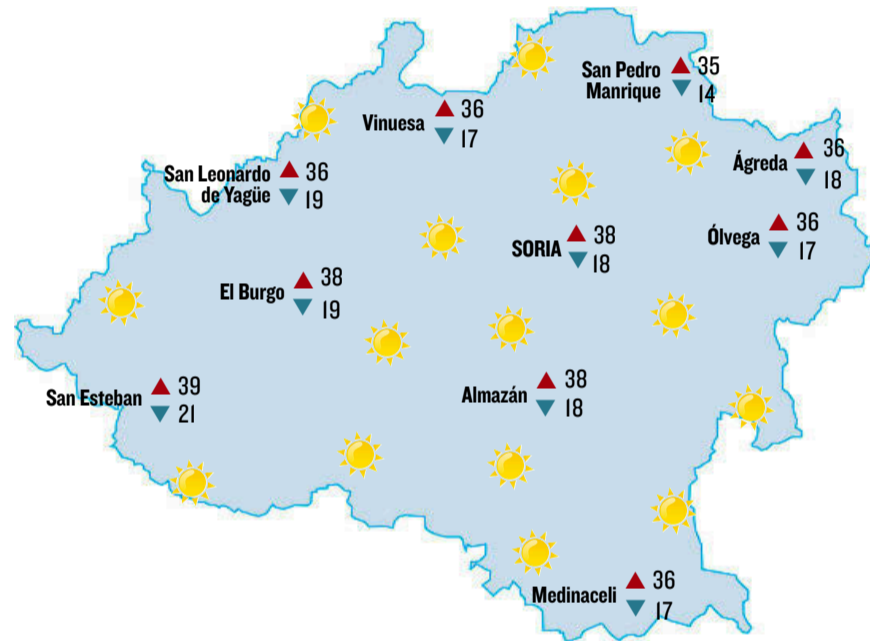 San Pedro
Manrique
35
14
Vinuesa
36
17
Ágreda
36
18
San Leonardo
de Yagüe
36
19
SORIA
38
18
Ólvega
36
17
El Burgo
38
19
San Esteban
39
21
Almazán
38
18
Medinaceli
36
17